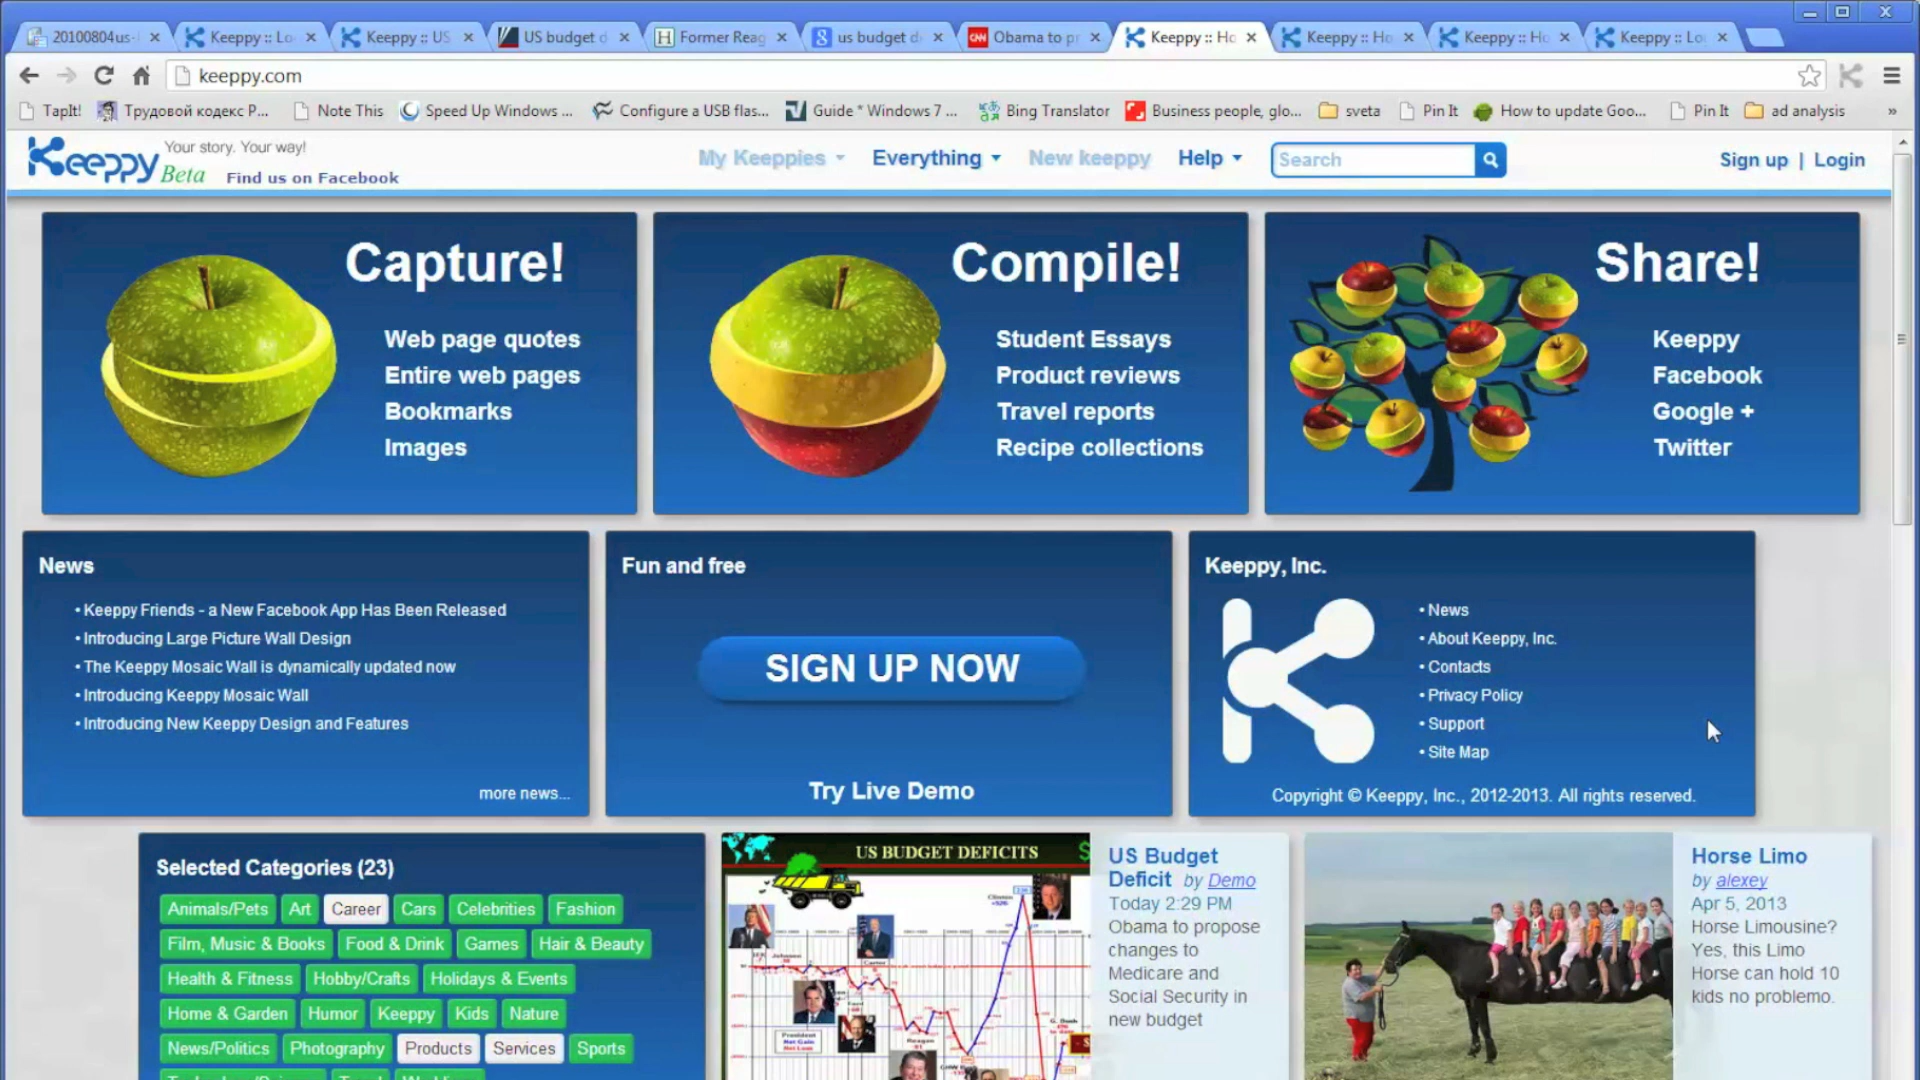 20100804us-
Keeppy :: Lo
Keeppy :: US
US budget d
Former Reag
us budget d
CNN Obama to pr
Keeppy :: Ho
Keeppy :: Ho
Keeppy :: Ho
Keeppy :: Lo
keeppy.com
TapIt!
Трудовой кодекс Р...
Note This
Speed Up Windows ...
Configure a USB flas...
Guide * Windows 7 ...
Bing Translator
Business people, glo...
sveta
Pin It
How to update Goo...
Pin It
ad analysis
»
Keeppy Your story. Your way!
Beta Find us on Facebook
My Keeppies
Everything
New keeppy
Help
Search
Sign up | Login
Capture!
Web page quotes
Entire web pages
Bookmarks
Images
Compile!
Student Essays
Product reviews
Travel reports
Recipe collections
Share!
Keeppy
Facebook
Google +
Twitter
News
• Keeppy Friends - a New Facebook App Has Been Released
• Introducing Large Picture Wall Design
• The Keeppy Mosaic Wall is dynamically updated now
• Introducing Keeppy Mosaic Wall
• Introducing New Keeppy Design and Features
more news...
Fun and free
SIGN UP NOW
Try Live Demo
Keeppy, Inc.
• News
• About Keeppy, Inc.
• Contacts
• Privacy Policy
• Support
• Site Map
Copyright © Keeppy, Inc., 2012-2013. All rights reserved.
Selected Categories (23)
Animals/Pets Art Career Cars Celebrities Fashion
Film, Music & Books Food & Drink Games Hair & Beauty
Health & Fitness Hobby/Crafts Holidays & Events
Home & Garden Humor Keeppy Kids Nature
News/Politics Photography Products Services Sports
US BUDGET DEFICITS $
Clinton
Johnson
Carter
President
Net Gain
Net Loss
Reagan
US Budget
Deficit by Demo
Today 2:29 PM
Obama to propose
changes to
Medicare and
Social Security in
new budget
Horse Limo
by alexey
Apr 5, 2013
Horse Limousine?
Yes, this Limo
Horse can hold 10
kids no problemo.